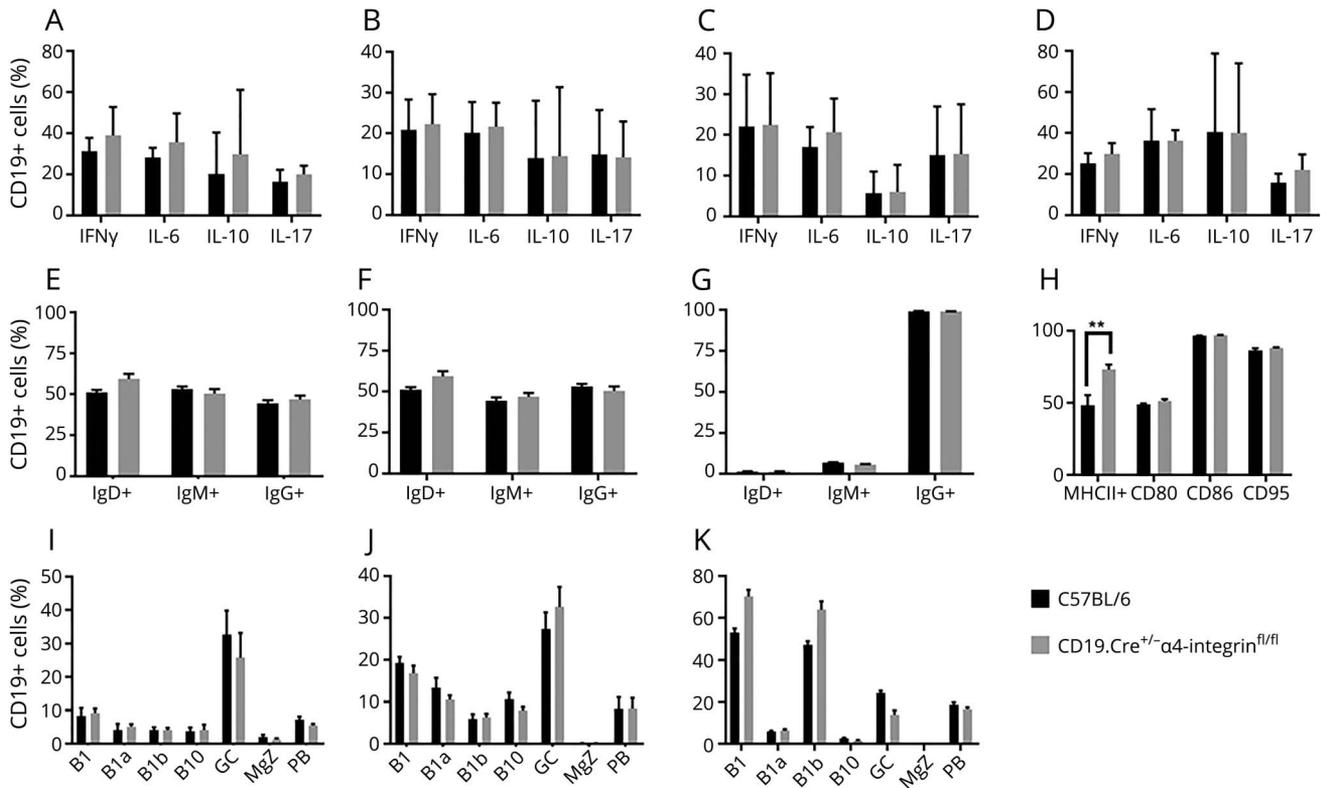 A
B
C
D
CD19+ cells (%)
80
60
40
20
0
IFNγ IL-6 IL-10 IL-17
40
30
20
10
0
IFNγ IL-6 IL-10 IL-17
40
30
20
10
0
IFNγ IL-6 IL-10 IL-17
80
60
40
20
0
IFNγ IL-6 IL-10 IL-17
E
F
G
H
CD19+ cells (%)
100
75
50
25
0
IgD+ IgM+ IgG+
100
75
50
25
0
IgD+ IgM+ IgG+
100
75
50
25
0
IgD+ IgM+ IgG+
100
50
0
**
MHCII+ CD80 CD86 CD95
I
J
K
CD19+ cells (%)
50
40
30
20
10
0
B1 B1a B1b B10 GC MgZ PB
40
30
20
10
0
B1 B1a B1b B10 GC MgZ PB
80
60
40
20
0
B1 B1a B1b B10 GC MgZ PB
C57BL/6
CD19.Cre+/−α4-integrinfl/fl